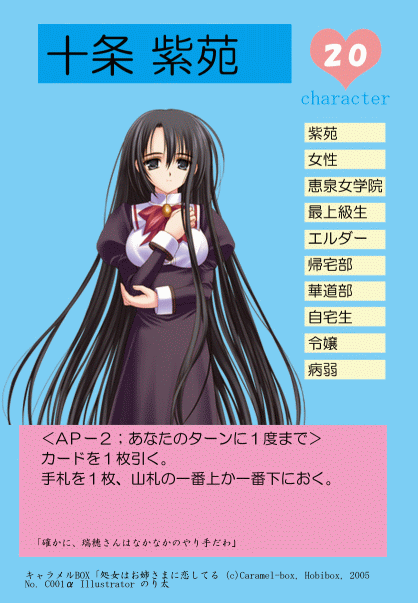 十条 紫苑
20
character
紫苑
女性
恵泉女学院
最上級生
エルダー
帰宅部
華道部
自宅生
令嬢
病弱
＜ＡＰ－２；あなたのターンに１度まで＞
カードを１枚引く。
手札を１枚、山札の一番上か一番下におく。
「確かに、瑞穂さんはなかなかのやり手だわ」
キャラメルBOX「処女はお姉さまに恋してる (c)Caramel-box, Hobibox, 2005
No. C001α Illustrator のり太